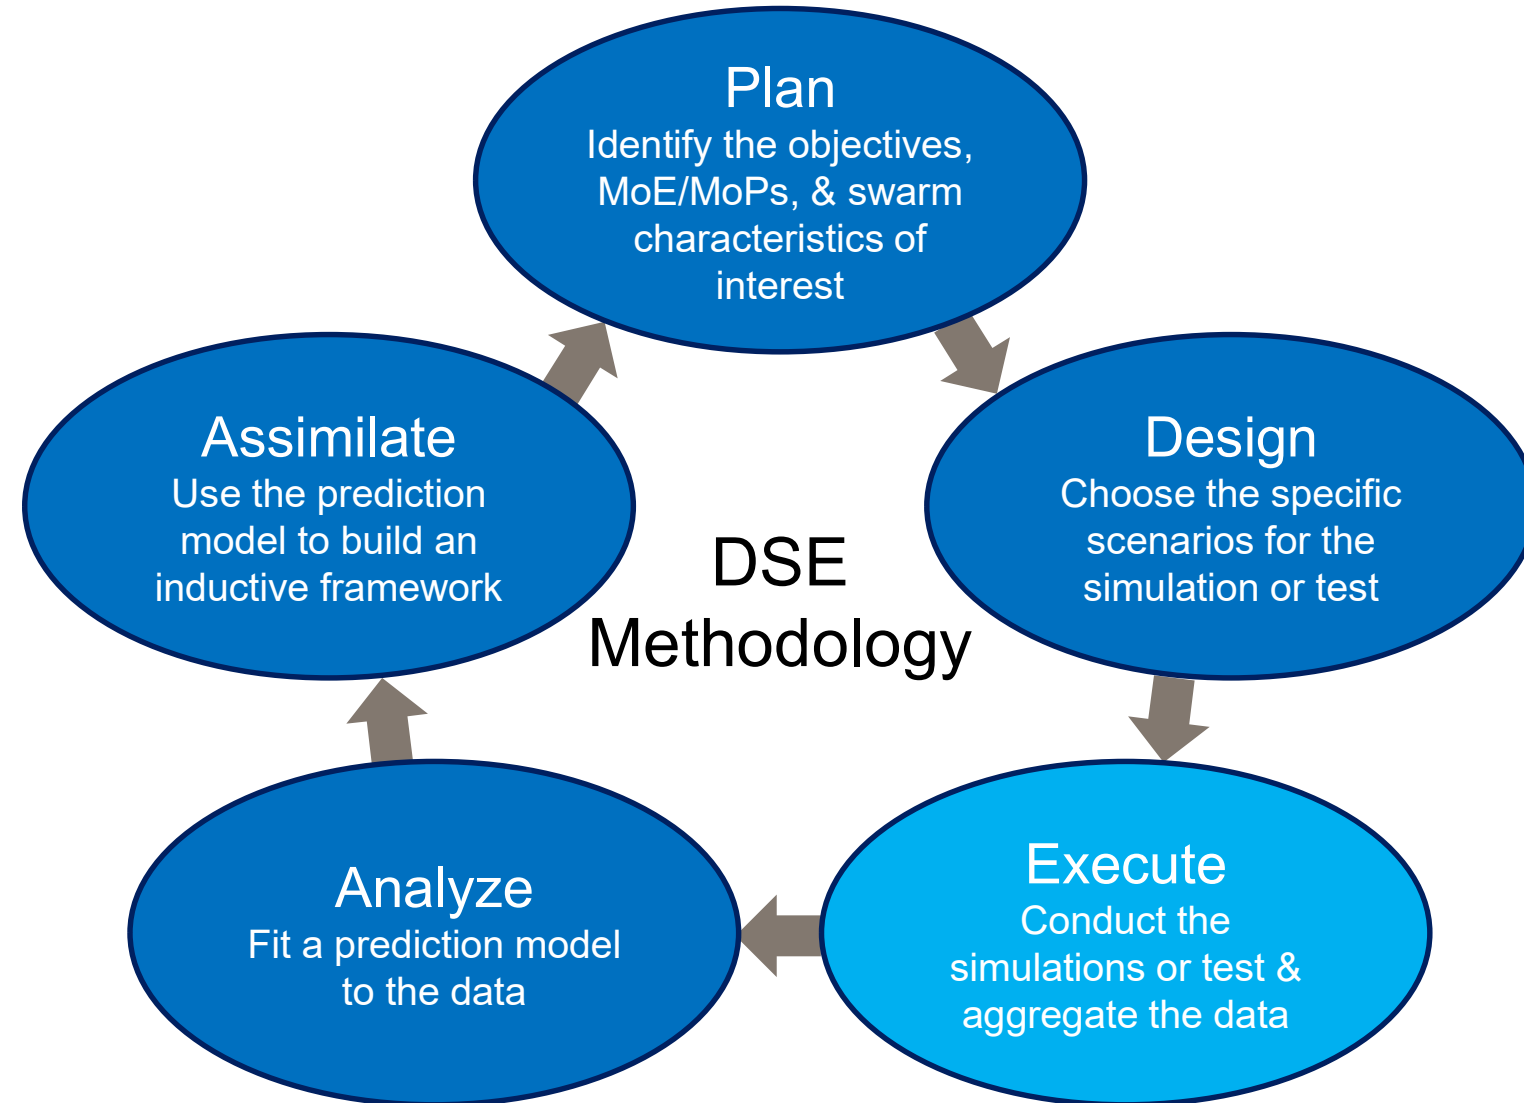 Plan
Identify the objectives,
MoE/MoPs, & swarm
characteristics of
interest
Assimilate
Use the prediction
model to build an
inductive framework
Design
Choose the specific
scenarios for the
simulation or test
DSE
Methodology
Analyze
Fit a prediction model
to the data
Execute
Conduct the
simulations or test &
aggregate the data